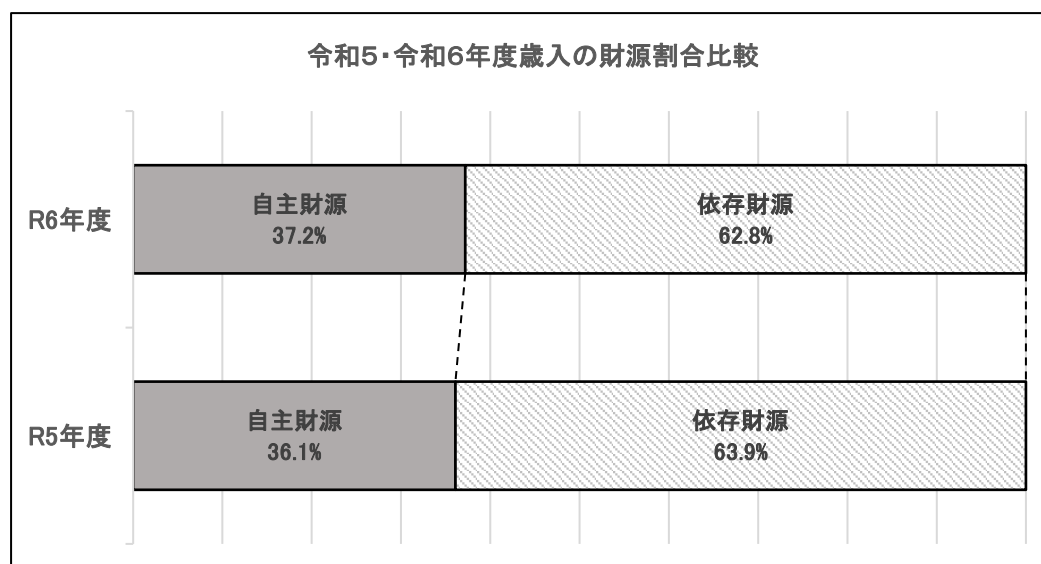 令和5・令和6年度歳入の財源割合比較
R6年度
自主財源
37.2%
依存財源
62.8%
R5年度
自主財源
36.1%
依存財源
63.9%